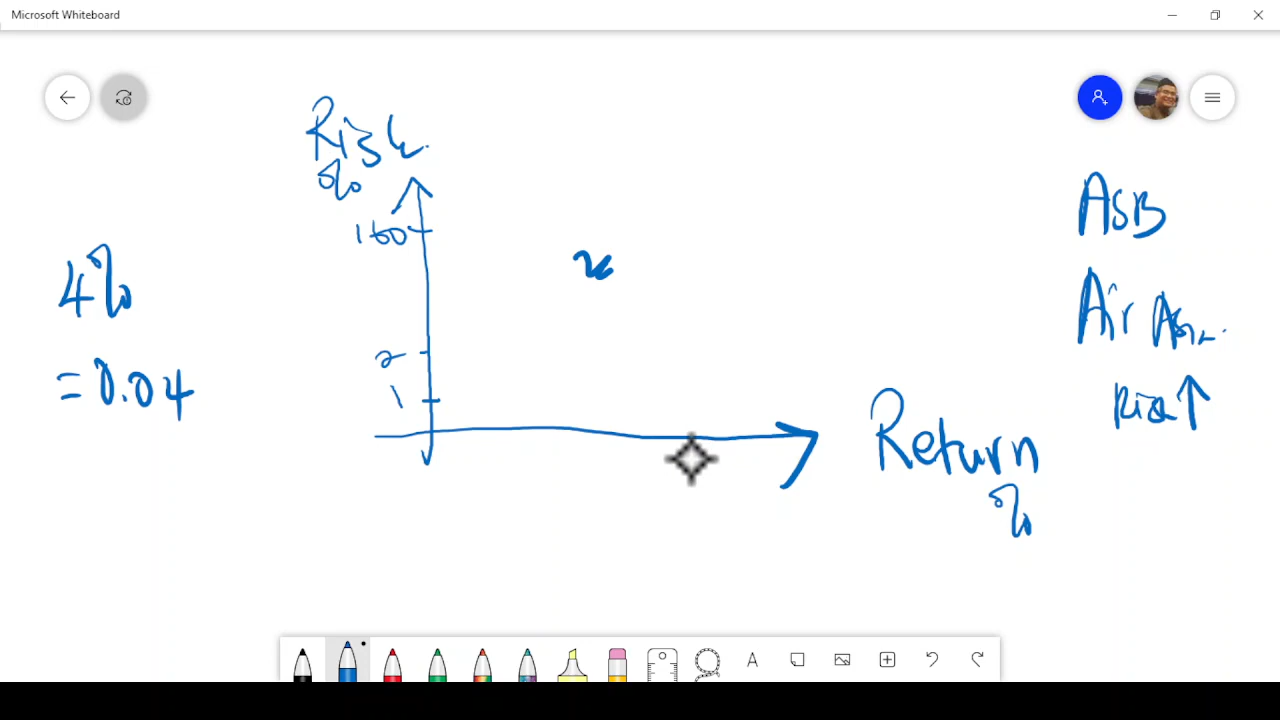 Microsoft Whiteboard
Risk
%
100
2
1
4%
= 0.04
Return
%
ASB
Air Asia
Risk ↑
A